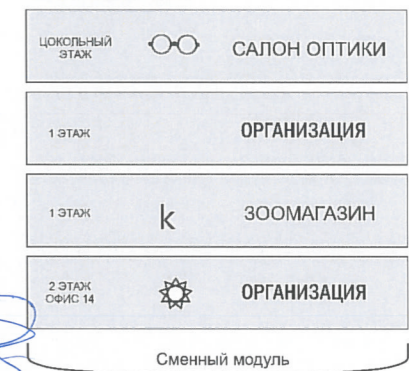 ЦОКОЛЬНЫЙ
ЭТАЖ
САЛОН ОПТИКИ
1 ЭТАЖ
ОРГАНИЗАЦИЯ
1 ЭТАЖ
k
ЗООМАГАЗИН
2 ЭТАЖ
ОФИС 14
ОРГАНИЗАЦИЯ
Сменный модуль